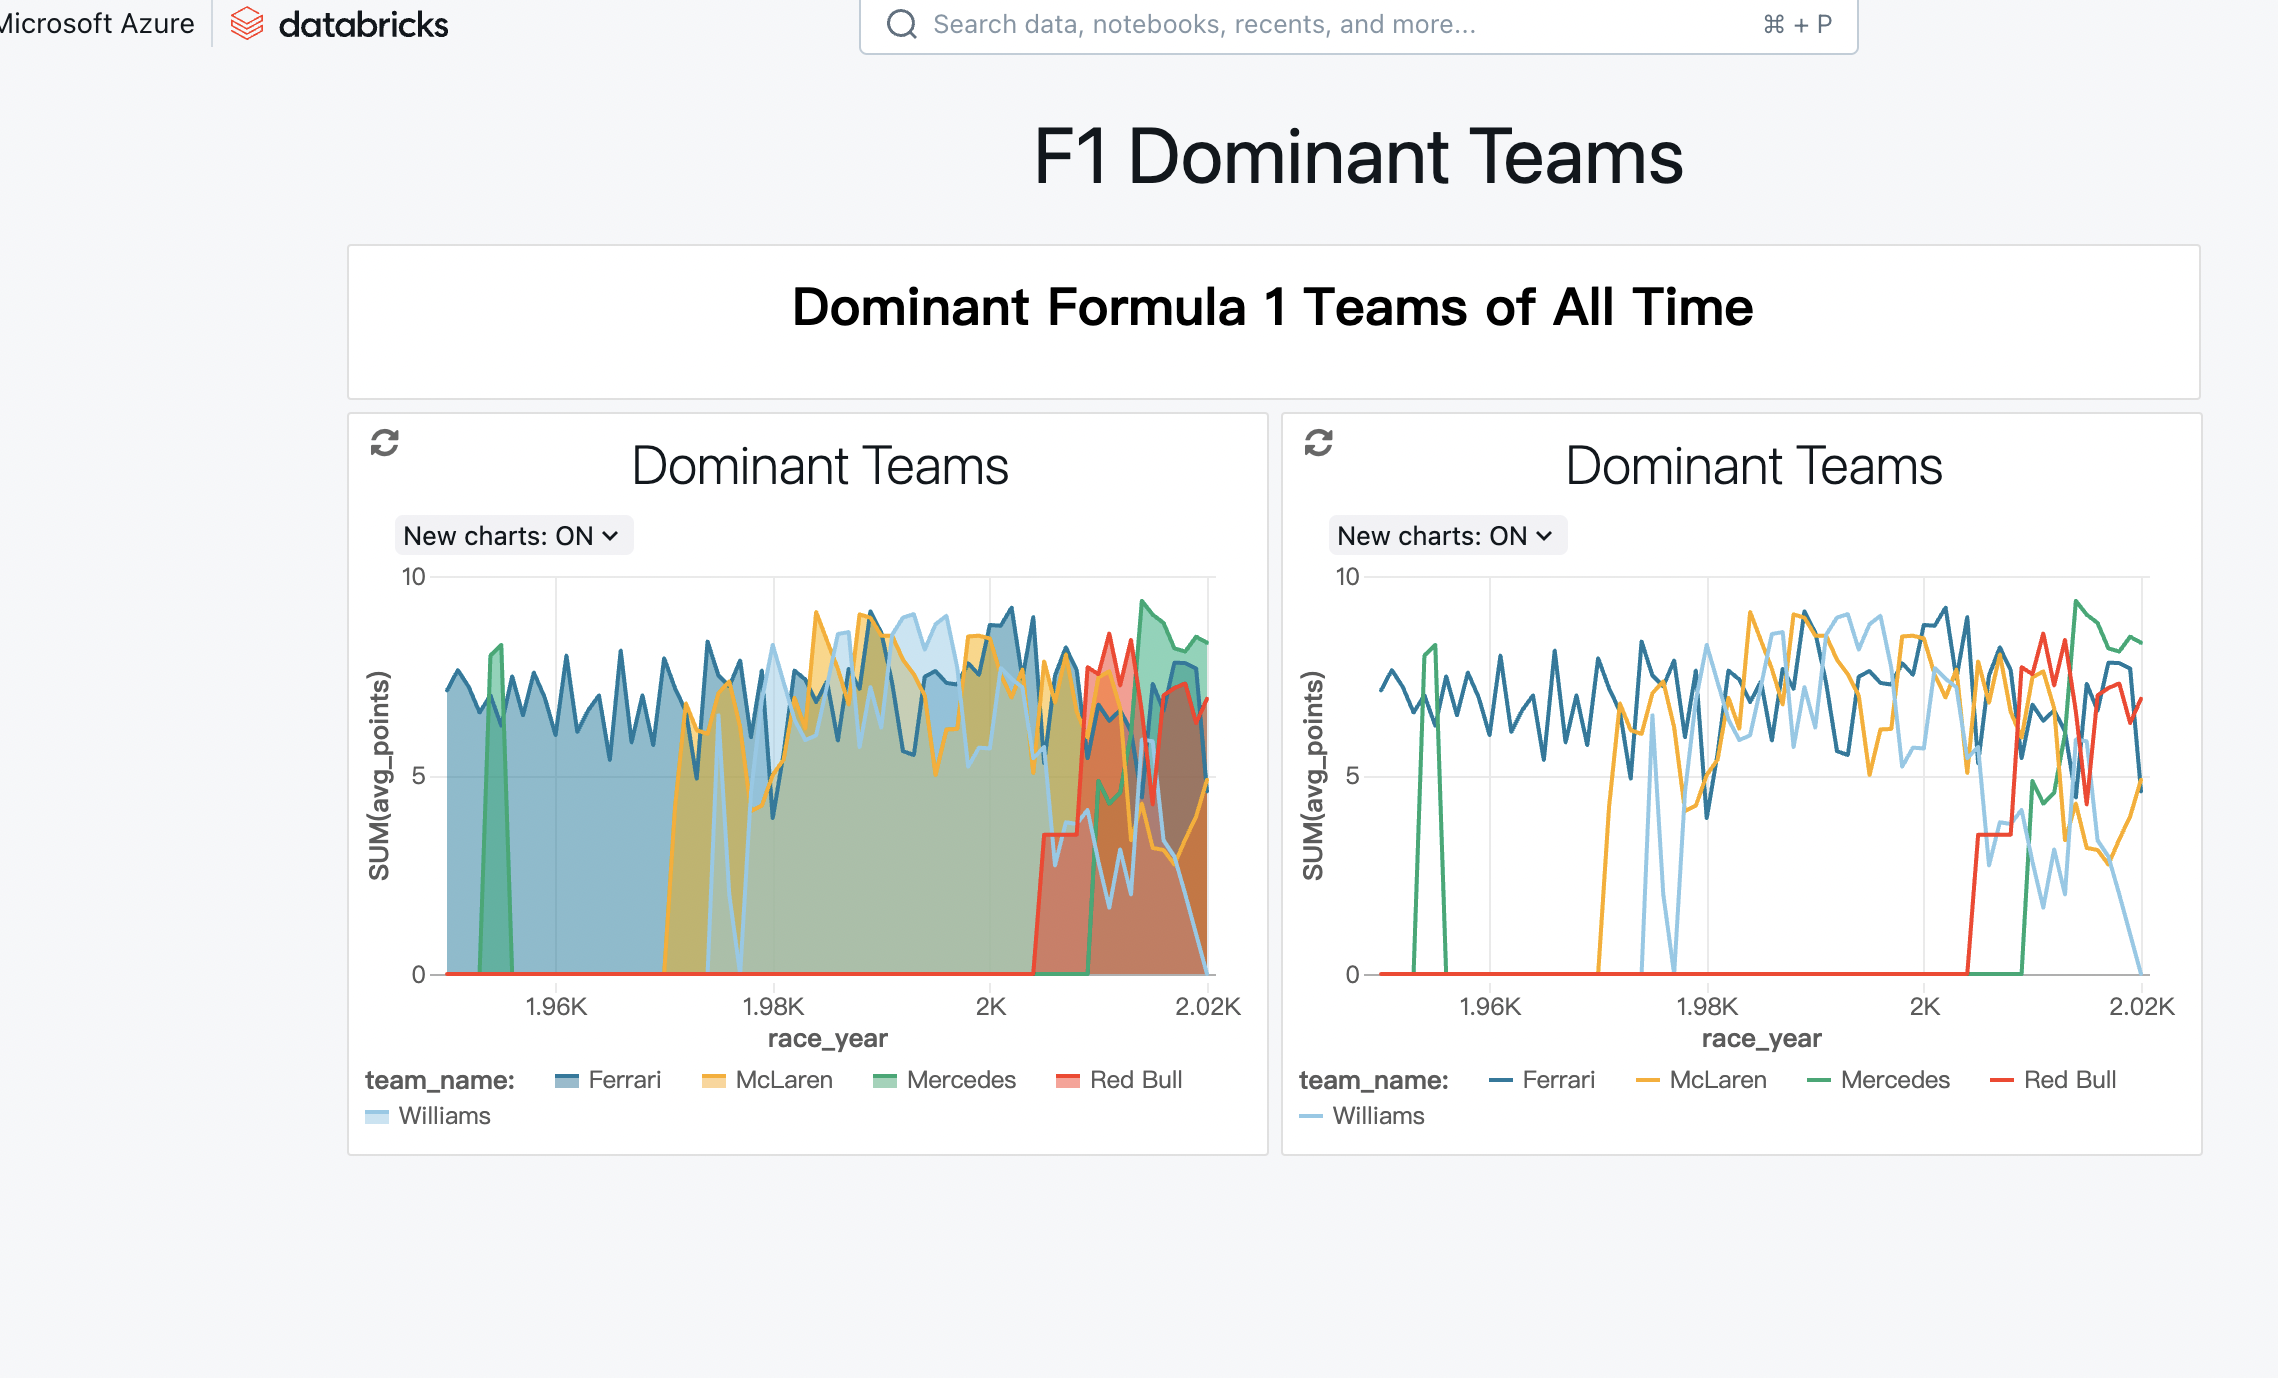 Microsoft Azure databricks Search data, notebooks, recents, and more... ⌘ + P
F1 Dominant Teams
Dominant Formula 1 Teams of All Time
Dominant Teams
New charts: ON
10
5
0
SUM(avg_points)
1.96K 1.98K 2K 2.02K
race_year
team_name: Ferrari McLaren Mercedes Red Bull
Williams
Dominant Teams
New charts: ON
10
5
0
SUM(avg_points)
1.96K 1.98K 2K 2.02K
race_year
team_name: Ferrari McLaren Mercedes Red Bull
Williams